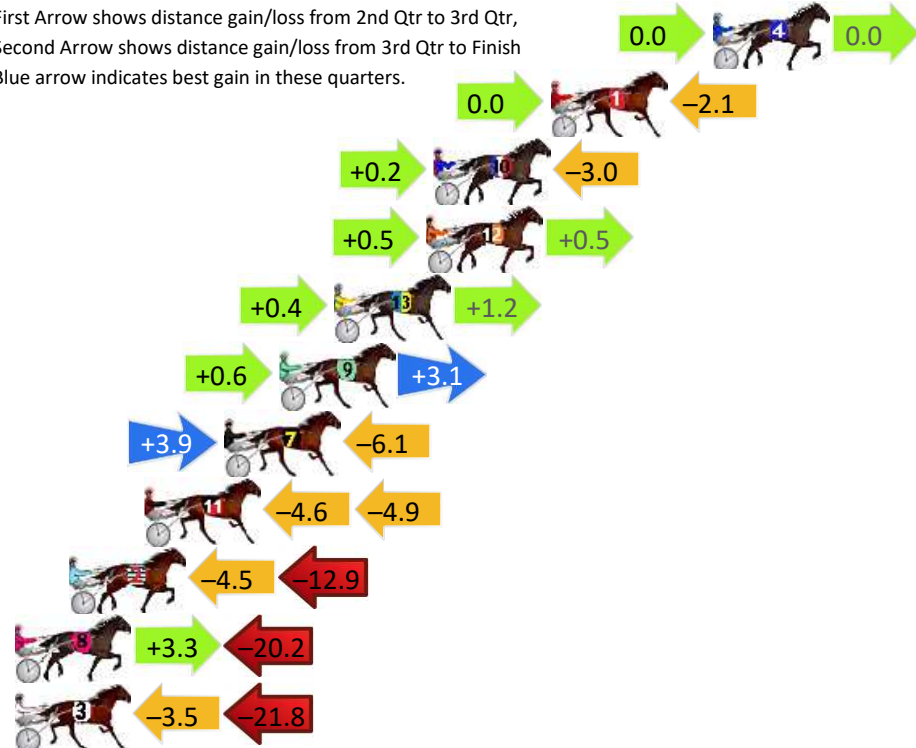 First Arrow shows distance gain/loss from 2nd Qtr to 3rd Qtr,
Second Arrow shows distance gain/loss from 3rd Qtr to Finish
Blue arrow indicates best gain in these quarters.
0.0 4 0.0
0.0 1 –2.1
+0.2 10 –3.0
+0.5 12 +0.5
+0.4 13 +1.2
+0.6 9 +3.1
+3.9 7 –6.1
11 –4.6 –4.9
2 –4.5 –12.9
8 +3.3 –20.2
3 –3.5 –21.8